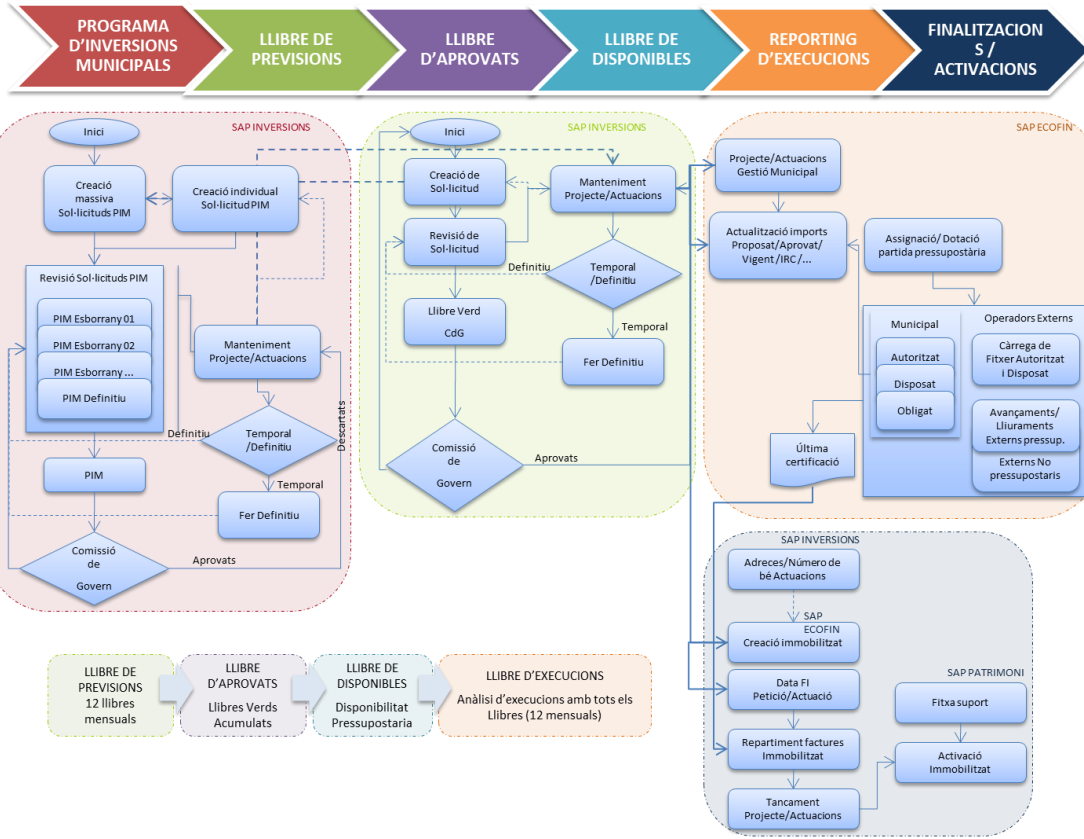 PROGRAMA
D'INVERSIONS
MUNICIPALS
LLIBRE DE
PREVISIONS
LLIBRE
D'APROVATS
LLIBRE DE
DISPONIBLES
REPORTING
D'EXECUCIONS
FINALITZACION
S /
ACTIVACIONS
SAP INVERSIONS
Inici
Creació
massiva
Sol·licituds PIM
Creació individual
Sol·licitud PIM
Revisió Sol·licituds PIM
PIM Esborrany 01
PIM Esborrany 02
PIM Esborrany ...
PIM Definitiu
Manteniment
Projecte/Actuacions
Descartats
Definitiu
Temporal
/Definitiu
Temporal
PIM
Fer Definitiu
Comissió
de
Govern
Aprovats
SAP INVERSIONS
Inici
Creació de
Sol·licitud
Manteniment
Projecte/Actuacions
Revisió de
Sol·licitud
Definitiu
Temporal
/Definitiu
Llibre Verd
CdG
Temporal
Fer Definitiu
Comissió
de
Govern
Aprovats
SAP ECOFIN
Projecte/Actuacions
Gestió Municipal
Actualització imports
Proposat/Aprovat/
Vigent /IRC /...
Assignació/ Dotació
partida pressupostària
Municipal
Autoritzat
Disposat
Obligat
Operadors Externs
Càrrega de
Fitxer Autoritzat
i Disposat
Avançaments/
Lliuraments
Externs pressup.
Externs No
pressupostaris
Última
certificació
SAP INVERSIONS
Adreces/Número de
bé Actuacions
SAP
ECOFIN
Creació immobilitzat
Data FI
Petició/Actuació
Repartiment factures
Immobilitzat
Tancament
Projecte/Actuacions
SAP PATRIMONI
Fitxa suport
Activació
Immobilitzat
LLIBRE DE
PREVISIONS
12 llibres
mensuals
LLIBRE
D'APROVATS
Llibres Verds
Acumulats
LLIBRE DE
DISPONIBLES
Disponibilitat
Pressupostaria
LLIBRE D'EXECUCIONS
Anàlisi d'execucions amb tots els
Llibres (12 mensuals)